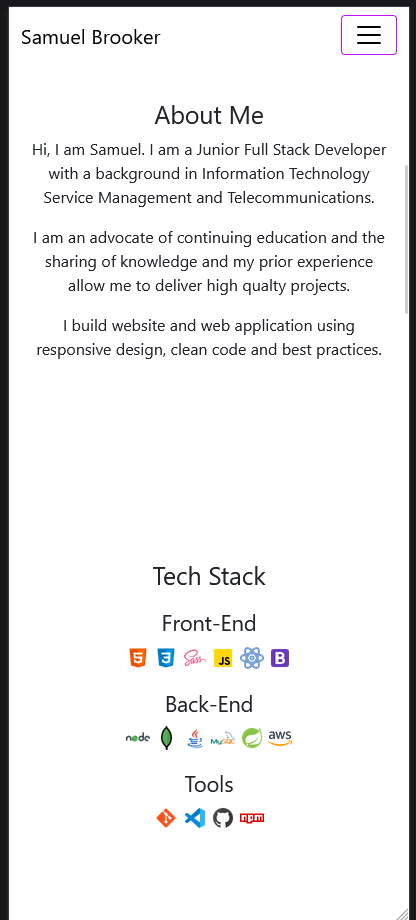 Samuel Brooker
About Me
Hi, I am Samuel. I am a Junior Full Stack Developer
with a background in Information Technology
Service Management and Telecommunications.
I am an advocate of continuing education and the
sharing of knowledge and my prior experience
allow me to deliver high qualty projects.
I build website and web application using
responsive design, clean code and best practices.
Tech Stack
Front-End
5 3 Sass JS B
Back-End
node Java MySQL aws
Tools
npm